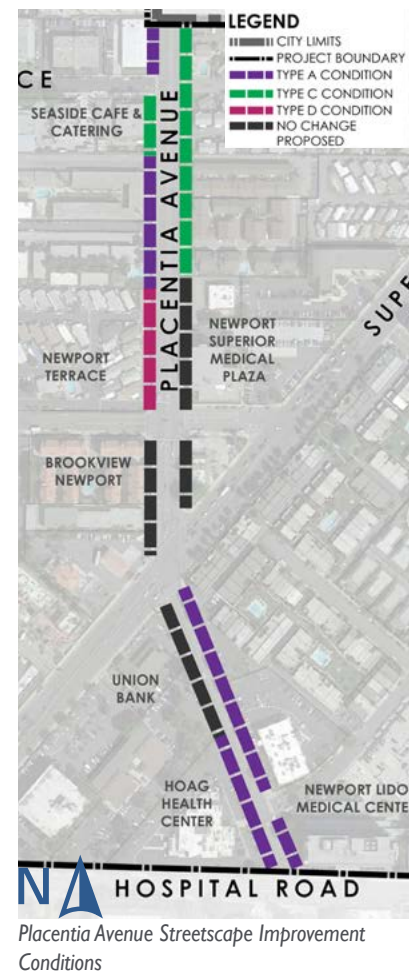 LEGEND
CITY LIMITS
PROJECT BOUNDARY
TYPE A CONDITION
TYPE C CONDITION
TYPE D CONDITION
NO CHANGE
PROPOSED
CE
SEASIDE CAFE &
CATERING
PLACENTIA AVENUE
SUPE
NEWPORT
SUPERIOR
MEDICAL
PLAZA
NEWPORT
TERRACE
BROOKVIEW
NEWPORT
UNION
BANK
HOAG
HEALTH
CENTER
NEWPORT LIDO
MEDICAL CENTE
N
HOSPITAL ROAD
Placentia Avenue Streetscape Improvement
Conditions